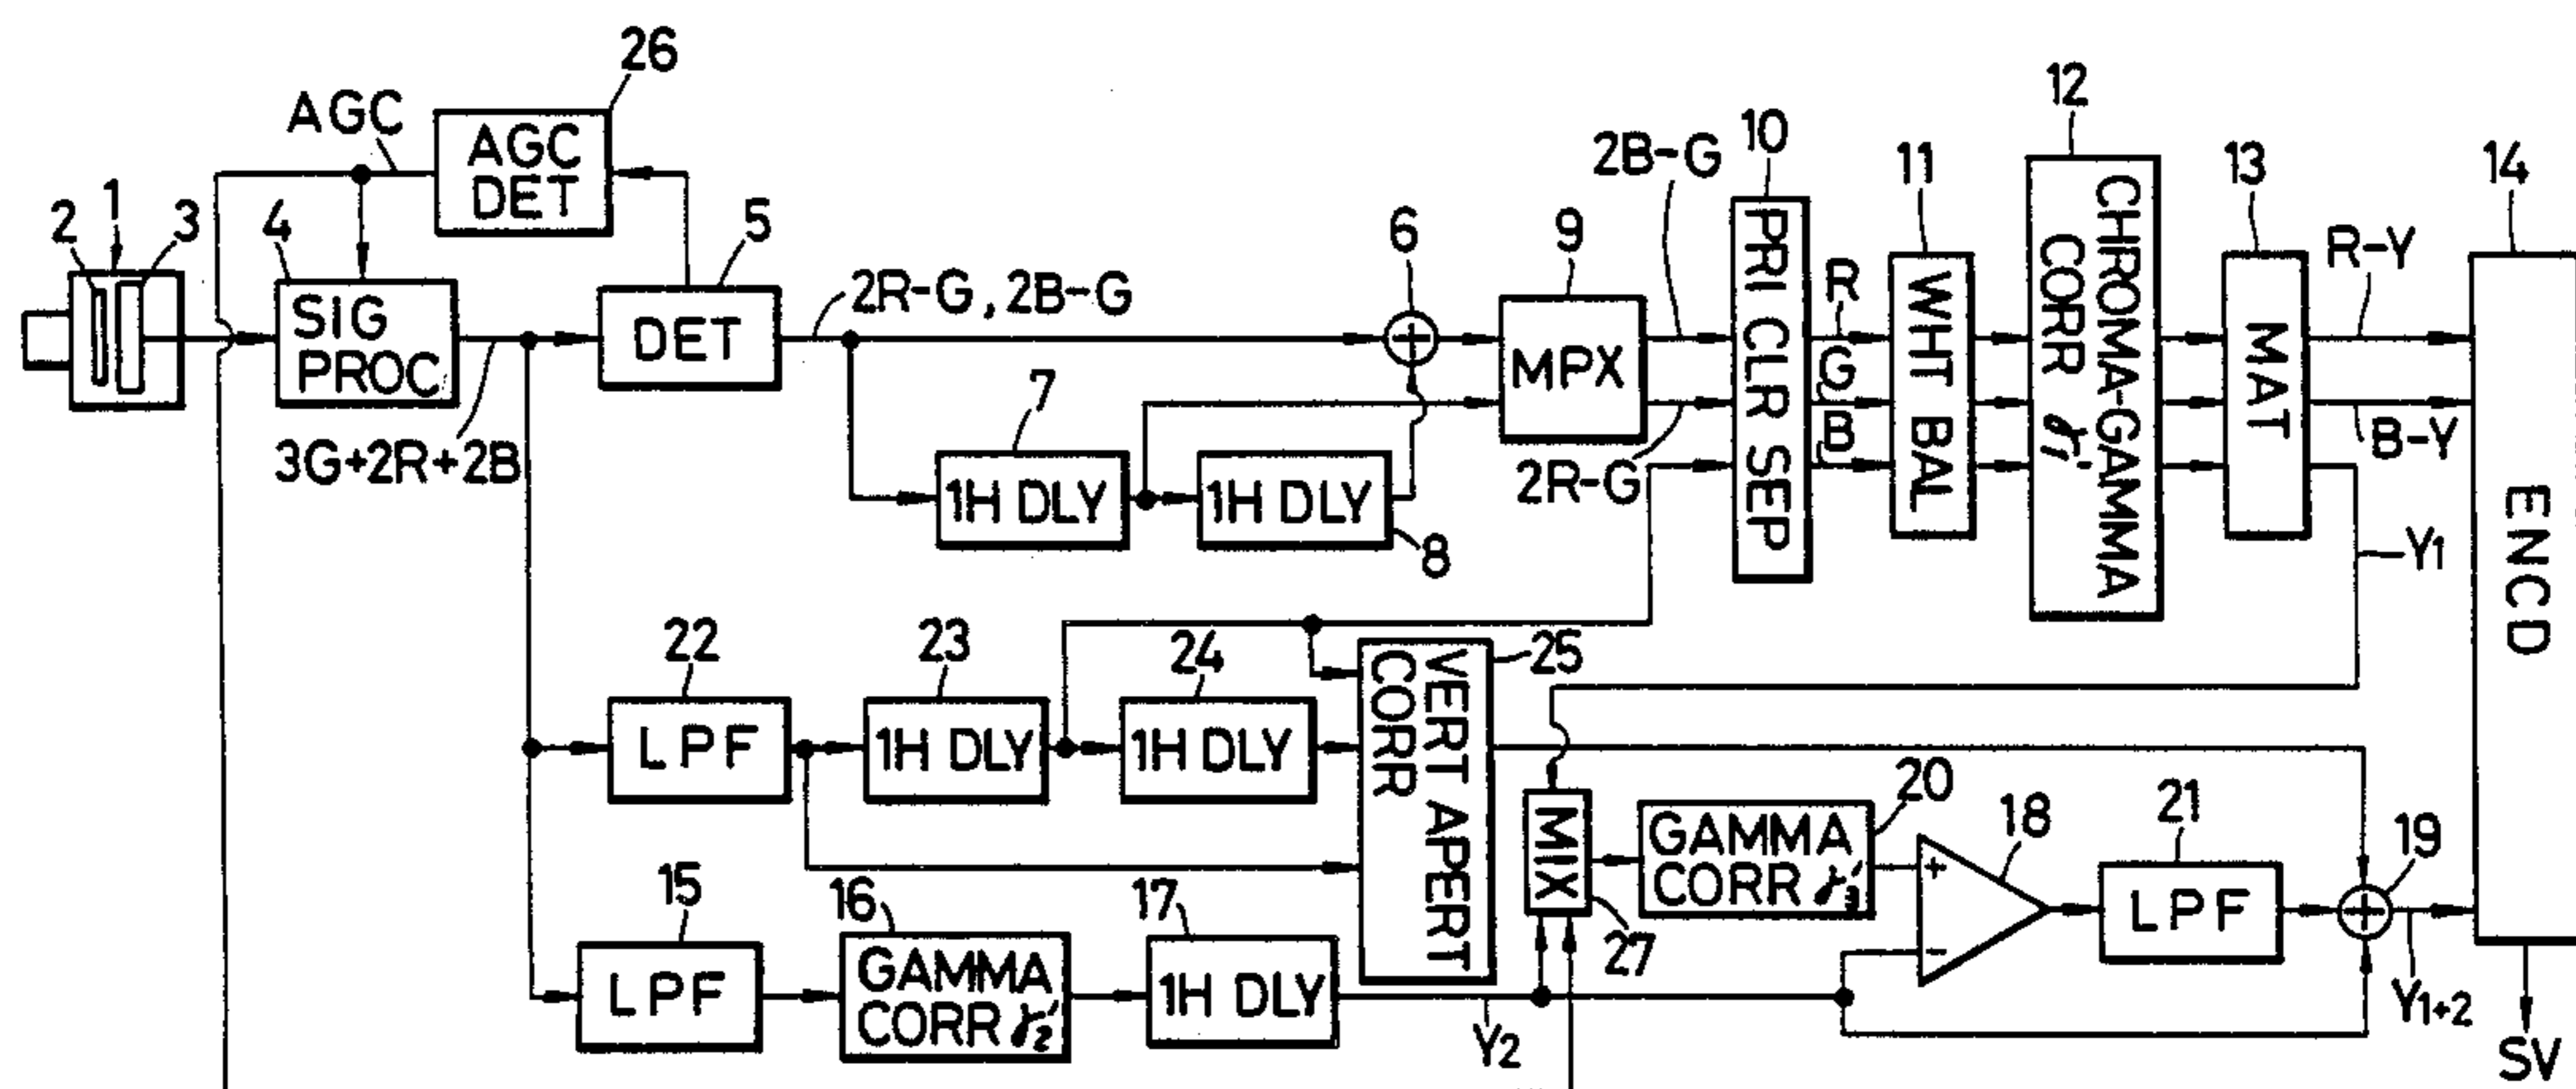 26
AGC
AGC
DET
12
10
2B-G
11
13
14
1
2
3
4
5
6
9
SIG
PROC
DET
2R-G, 2B-G
MPX
PRI CLR SEP
R
G
B
WHT BAL
CHROMA-GAMMA
CORR γ1'
MAT
R-Y
B-Y
ENCD
3G+2R+2B
7
1H DLY
1H DLY
8
2R-G
Y1
22
23
24
25
LPF
1H DLY
1H DLY
VERT APERT
CORR
MIX
27
20
GAMMA
CORR γ3'
+
-
18
21
LPF
19
15
16
17
LPF
GAMMA
CORR γ2'
1H DLY
Y2
Y1+2
SV